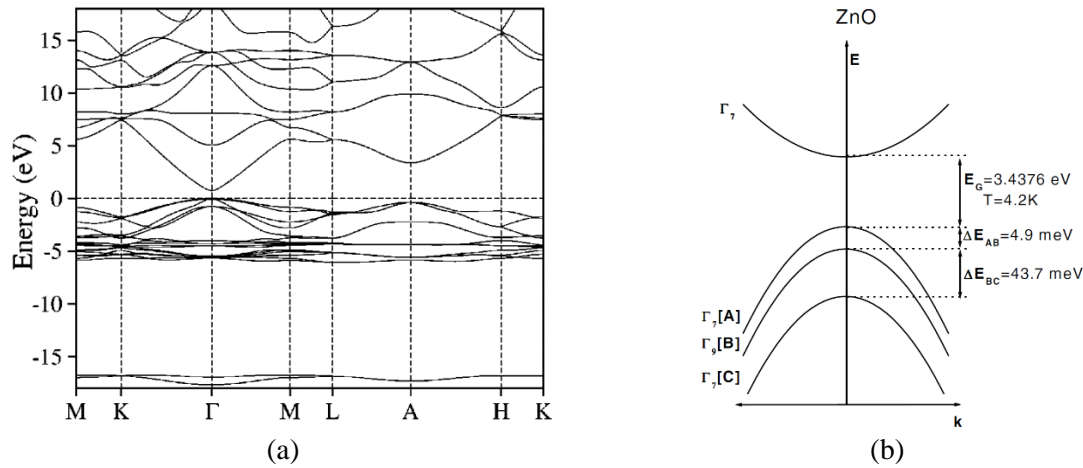 Energy (eV)
15
10
5
0
-5
-10
-15
M K Γ M L A H K
(a)
ZnO
E
Γ7
EG=3.4376 eV
T=4.2K
ΔEAB=4.9 meV
ΔEBC=43.7 meV
Γ7[A]
Γ9[B]
Γ7[C]
k
(b)